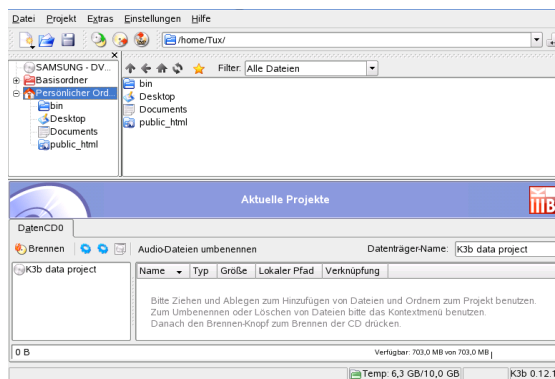 Datei Projekt Extras Einstellungen Hilfe
/home/Tux/
SAMSUNG - DV...
Basisordner
Persönlicher Ord...
bin
Desktop
Documents
public_html
Filter: Alle Dateien
bin
Desktop
Documents
public_html
Aktuelle Projekte
DatenCD0
Brennen Audio-Dateien umbenennen Datenträger-Name: K3b data project
K3b data project
Name Typ Größe Lokaler Pfad Verknüpfung
Bitte Ziehen und Ablegen zum Hinzufügen von Dateien und Ordnern zum Projekt benutzen.
Zum Umbenennen oder Löschen von Dateien bitte das Kontextmenü benutzen.
Danach den Brennen-Knopf zum Brennen der CD drücken.
0 B Verfügbar: 703,0 MB von 703,0 MB
Temp: 6,3 GB/10,0 GB K3b 0.12.1